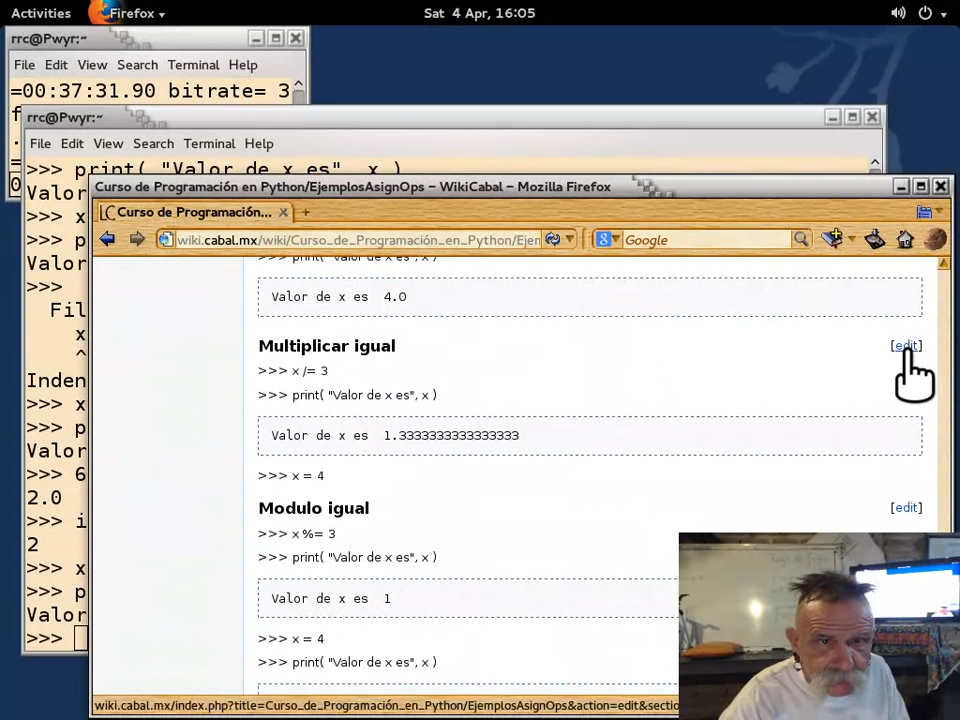 Activities Firefox Sat 4 Apr, 16:05
rrc@Pwyr:~
File Edit View Search Terminal Help
=00:37:31.90 bitrate= 3
rrc@Pwyr:~
File Edit View Search Terminal Help
>>> print( "Valor de x es", x )
Valor
>>> x
>>> p
Valor
>>>
Fil
x
^
Inden
>>> x
>>> p
Valor
>>> 6
2.0
>>> i
2
>>> x
>>> p
Valor
>>>
Curso de Programación en Python/EjemplosAsignOps – WikiCabal – Mozilla Firefox
Curso de Programación...
wiki.cabal.mx/wiki/Curso_de_Programación_en_Python/Ejem
Google
>>> print( "Valor de x es", x )
Valor de x es  4.0
Multiplicar igual [edit]
>>> x /= 3
>>> print( "Valor de x es", x )
Valor de x es  1.3333333333333333
>>> x = 4
Modulo igual [edit]
>>> x %= 3
>>> print( "Valor de x es", x )
Valor de x es  1
>>> x = 4
>>> print( "Valor de x es", x )
wiki.cabal.mx/index.php?title=Curso_de_Programación_en_Python/EjemplosAsignOps&action=edit&sectio